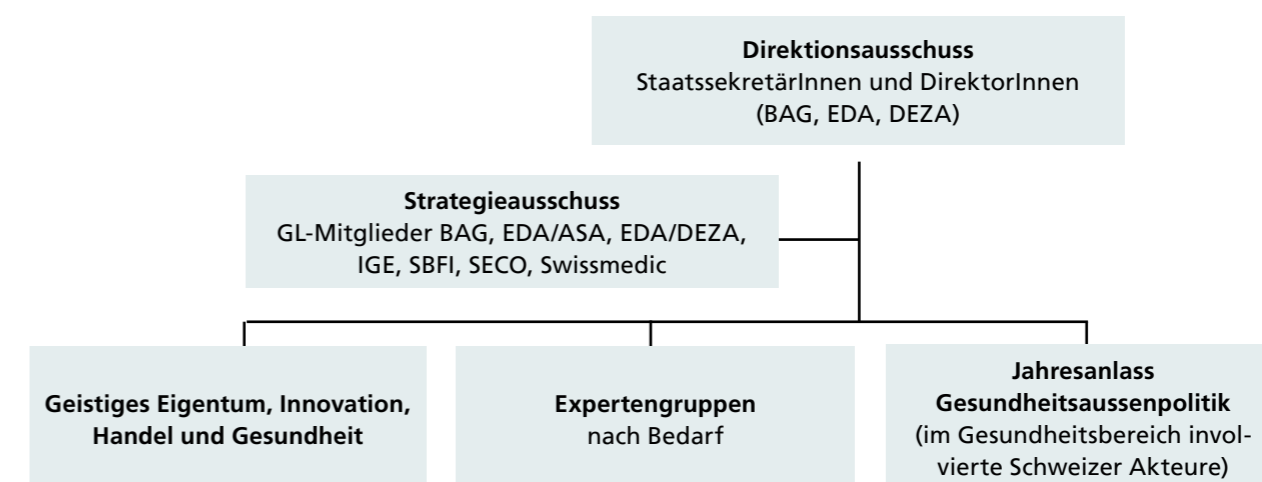 Direktionsausschuss
StaatssekretärInnen und DirektorInnen
(BAG, EDA, DEZA)
Strategieausschuss
GL-Mitglieder BAG, EDA/ASA, EDA/DEZA,
IGE, SBFI, SECO, Swissmedic
Geistiges Eigentum, Innovation,
Handel und Gesundheit
Expertengruppen
nach Bedarf
Jahresanlass
Gesundheitsaussenpolitik
(im Gesundheitsbereich invol-
vierte Schweizer Akteure)